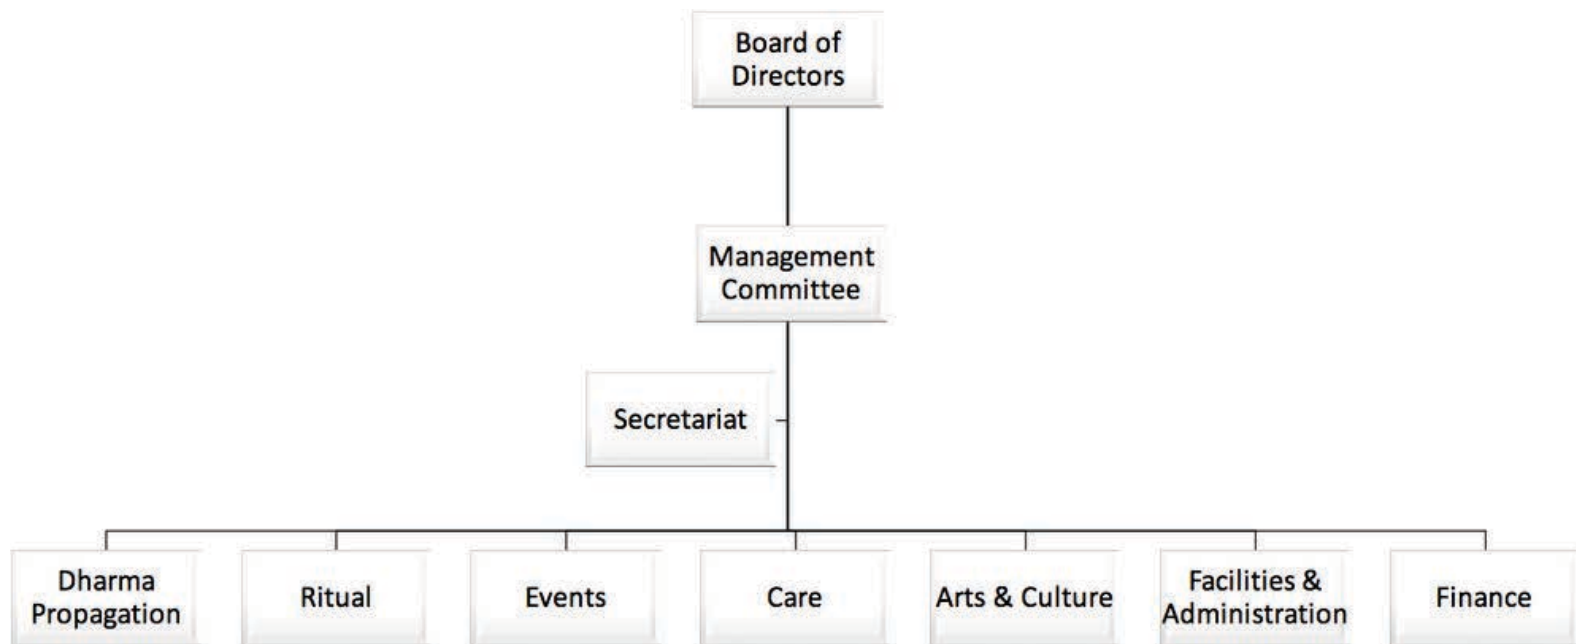 Board of
Directors
Management
Committee
Secretariat
Dharma
Propagation
Ritual
Events
Care
Arts & Culture
Facilities &
Administration
Finance